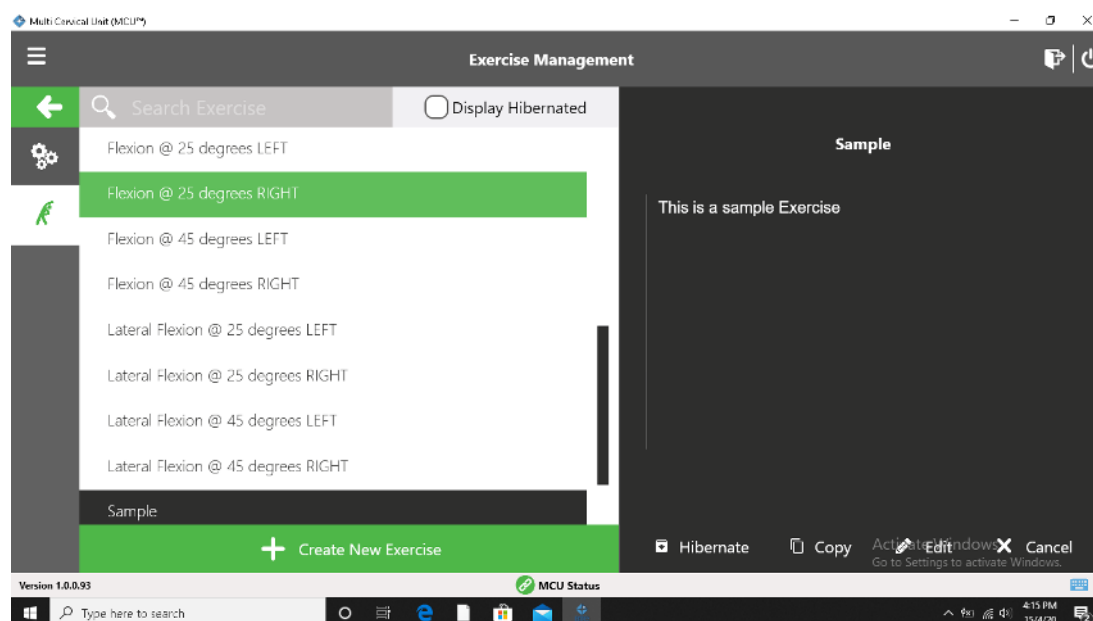 Multi Cervical Unit (MCU™)
Exercise Management
Search Exercise
Display Hibernated
Flexion @ 25 degrees LEFT
Flexion @ 25 degrees RIGHT
Flexion @ 45 degrees LEFT
Flexion @ 45 degrees RIGHT
Lateral Flexion @ 25 degrees LEFT
Lateral Flexion @ 25 degrees RIGHT
Lateral Flexion @ 45 degrees LEFT
Lateral Flexion @ 45 degrees RIGHT
Sample
Create New Exercise
Sample
This is a sample Exercise
Hibernate Copy Edit Cancel
Activate Windows
Go to Settings to activate Windows.
Version 1.0.0.93
MCU Status
Type here to search
4:15 PM
15/4/20